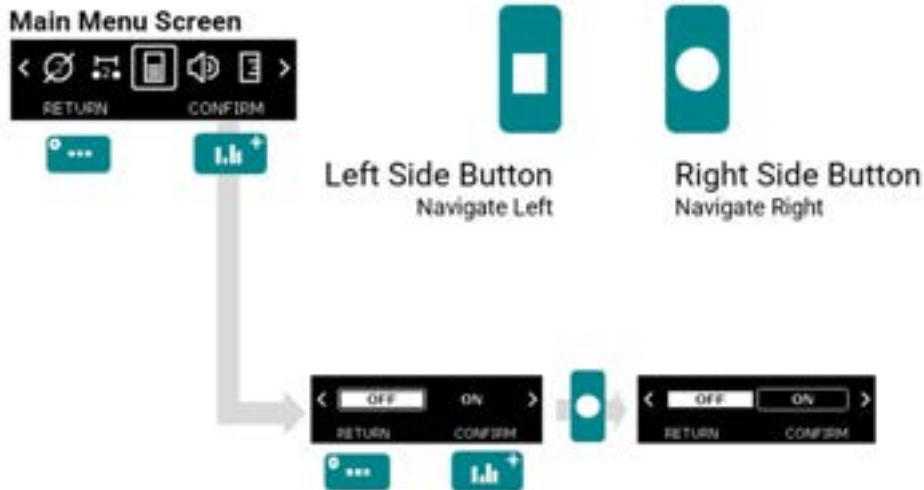 Main Menu Screen
RETURN CONFIRM
Left Side Button
Navigate Left
Right Side Button
Navigate Right
OFF ON
RETURN CONFIRM
OFF ON
RETURN CONFIRM